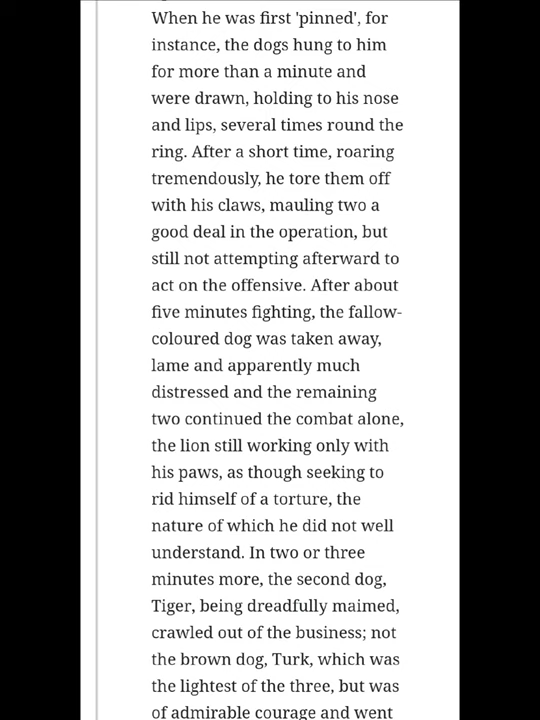 When he was first 'pinned', for
instance, the dogs hung to him
for more than a minute and
were drawn, holding to his nose
and lips, several times round the
ring. After a short time, roaring
tremendously, he tore them off
with his claws, mauling two a
good deal in the operation, but
still not attempting afterward to
act on the offensive. After about
five minutes fighting, the fallow-
coloured dog was taken away,
lame and apparently much
distressed and the remaining
two continued the combat alone,
the lion still working only with
his paws, as though seeking to
rid himself of a torture, the
nature of which he did not well
understand. In two or three
minutes more, the second dog,
Tiger, being dreadfully maimed,
crawled out of the business; not
the brown dog, Turk, which was
the lightest of the three, but was
of admirable courage and went